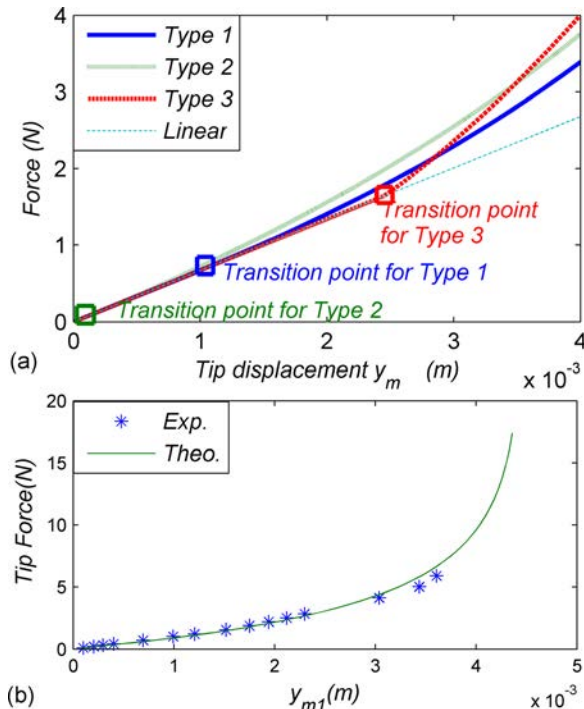 4
3
2
1
0
Force (N)
Type 1
Type 2
Type 3
Linear
Transition point
for Type 3
Transition point for Type 1
Transition point for Type 2
0 1 2 3 4
(a)
Tip displacement y_m (m)
x 10^-3
20
15
10
5
0
Tip Force(N)
Exp.
Theo.
0 1 2 3 4 5
(b)
y_m1(m)
x 10^-3